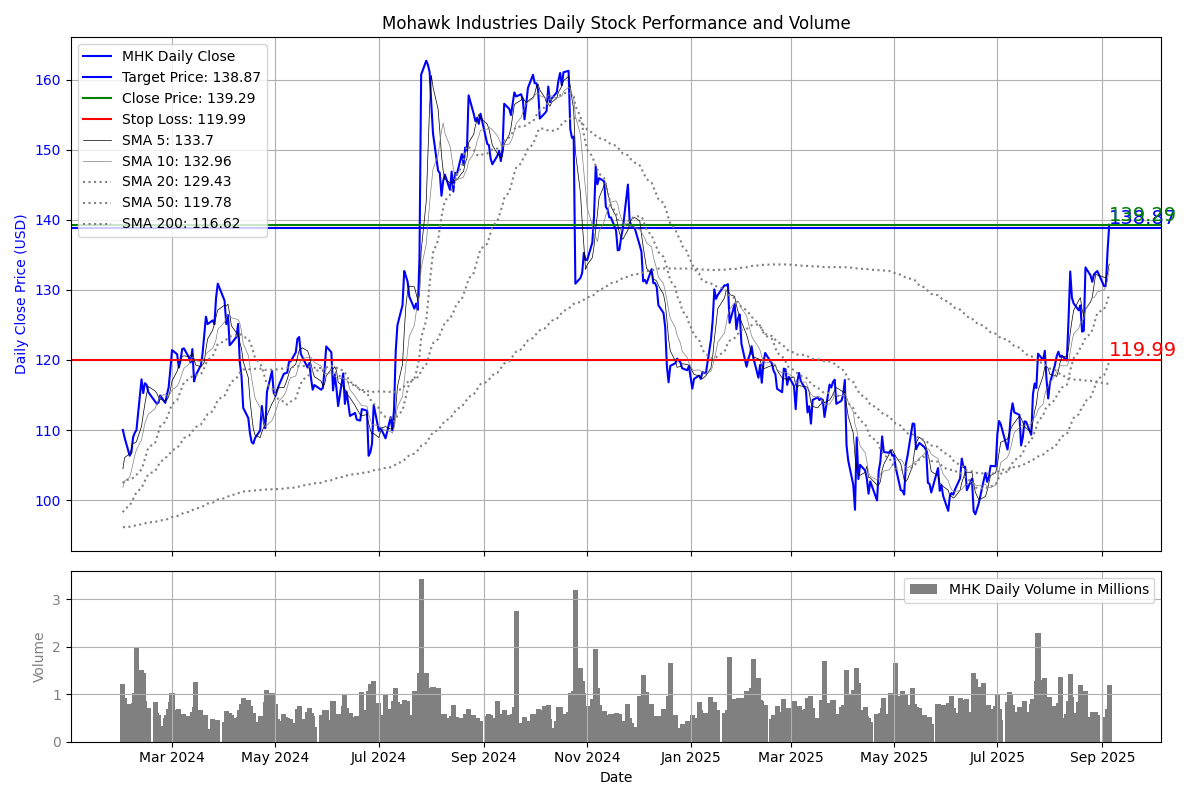 Mohawk Industries Daily Stock Performance and Volume
MHK Daily Close
Target Price: 138.87
Close Price: 139.29
Stop Loss: 119.99
SMA 5: 133.7
SMA 10: 132.96
SMA 20: 129.43
SMA 50: 119.78
SMA 200: 116.62
Daily Close Price (USD)
160
150
140
130
120
110
100
139.29
138.87
119.99
MHK Daily Volume in Millions
Volume
3
2
1
0
Mar 2024 May 2024 Jul 2024 Sep 2024 Nov 2024 Jan 2025 Mar 2025 May 2025 Jul 2025 Sep 2025
Date